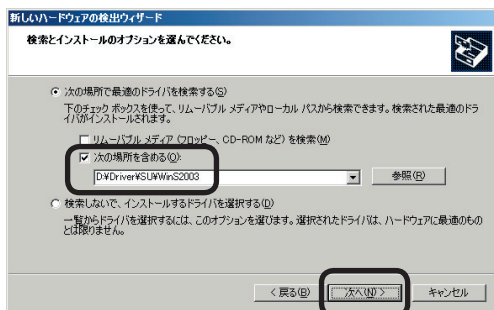 新しいハードウェアの検出ウィザード
検索とインストールのオプションを選んでください。
次の場所で最適のドライバを検索する(S)
下のチェック ボックスを使って、リムーバブル メディアやローカル パスから検索できます。検索された最適のドラ
イバがインストールされます。
リムーバブル メディア (フロッピー、CD-ROM など) を検索(M)
次の場所を含める(O):
D:¥Driver¥SU¥WinS2003
参照(R)
検索しないで、インストールするドライバを選択する(D)
一覧からドライバを選択するには、このオプションを選びます。選択されたドライバは、ハードウェアに最適のもの
とは限りません。
< 戻る(B) 次へ(N) > キャンセル